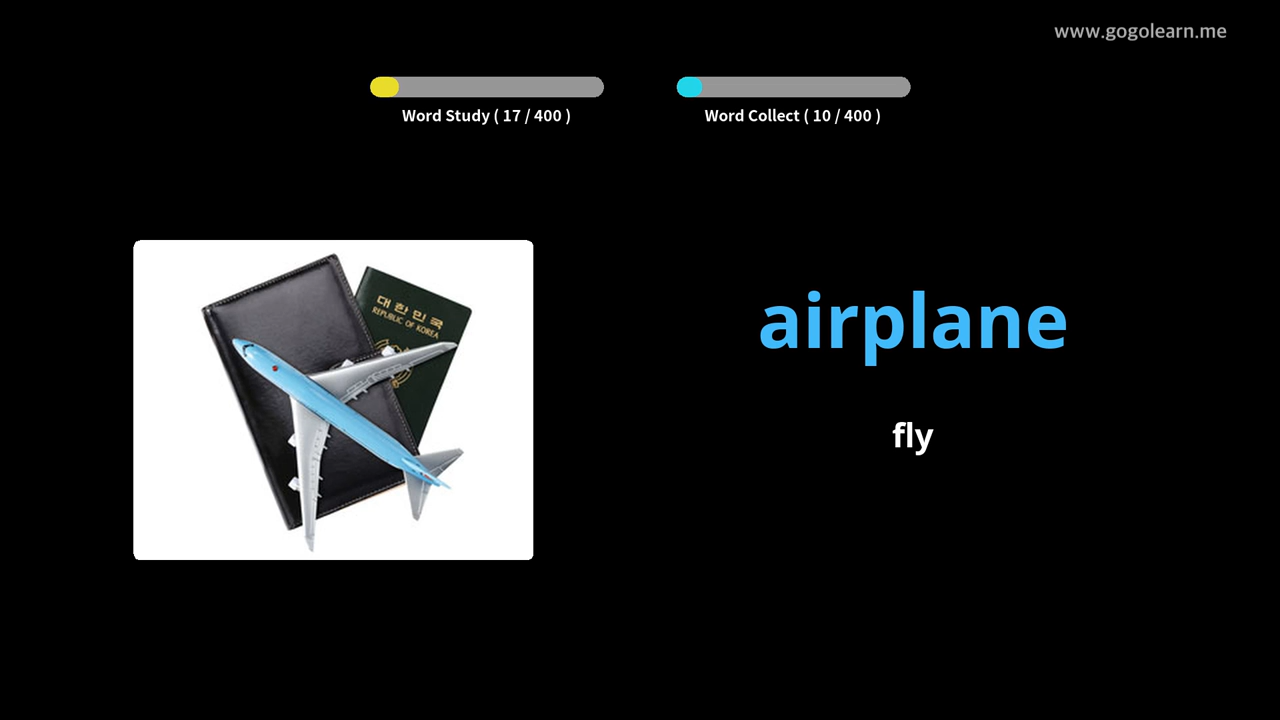 www.gogolearn.me
Word Study ( 17 / 400 )
Word Collect ( 10 / 400 )
대한민국
REPUBLIC OF KOREA
airplane
fly